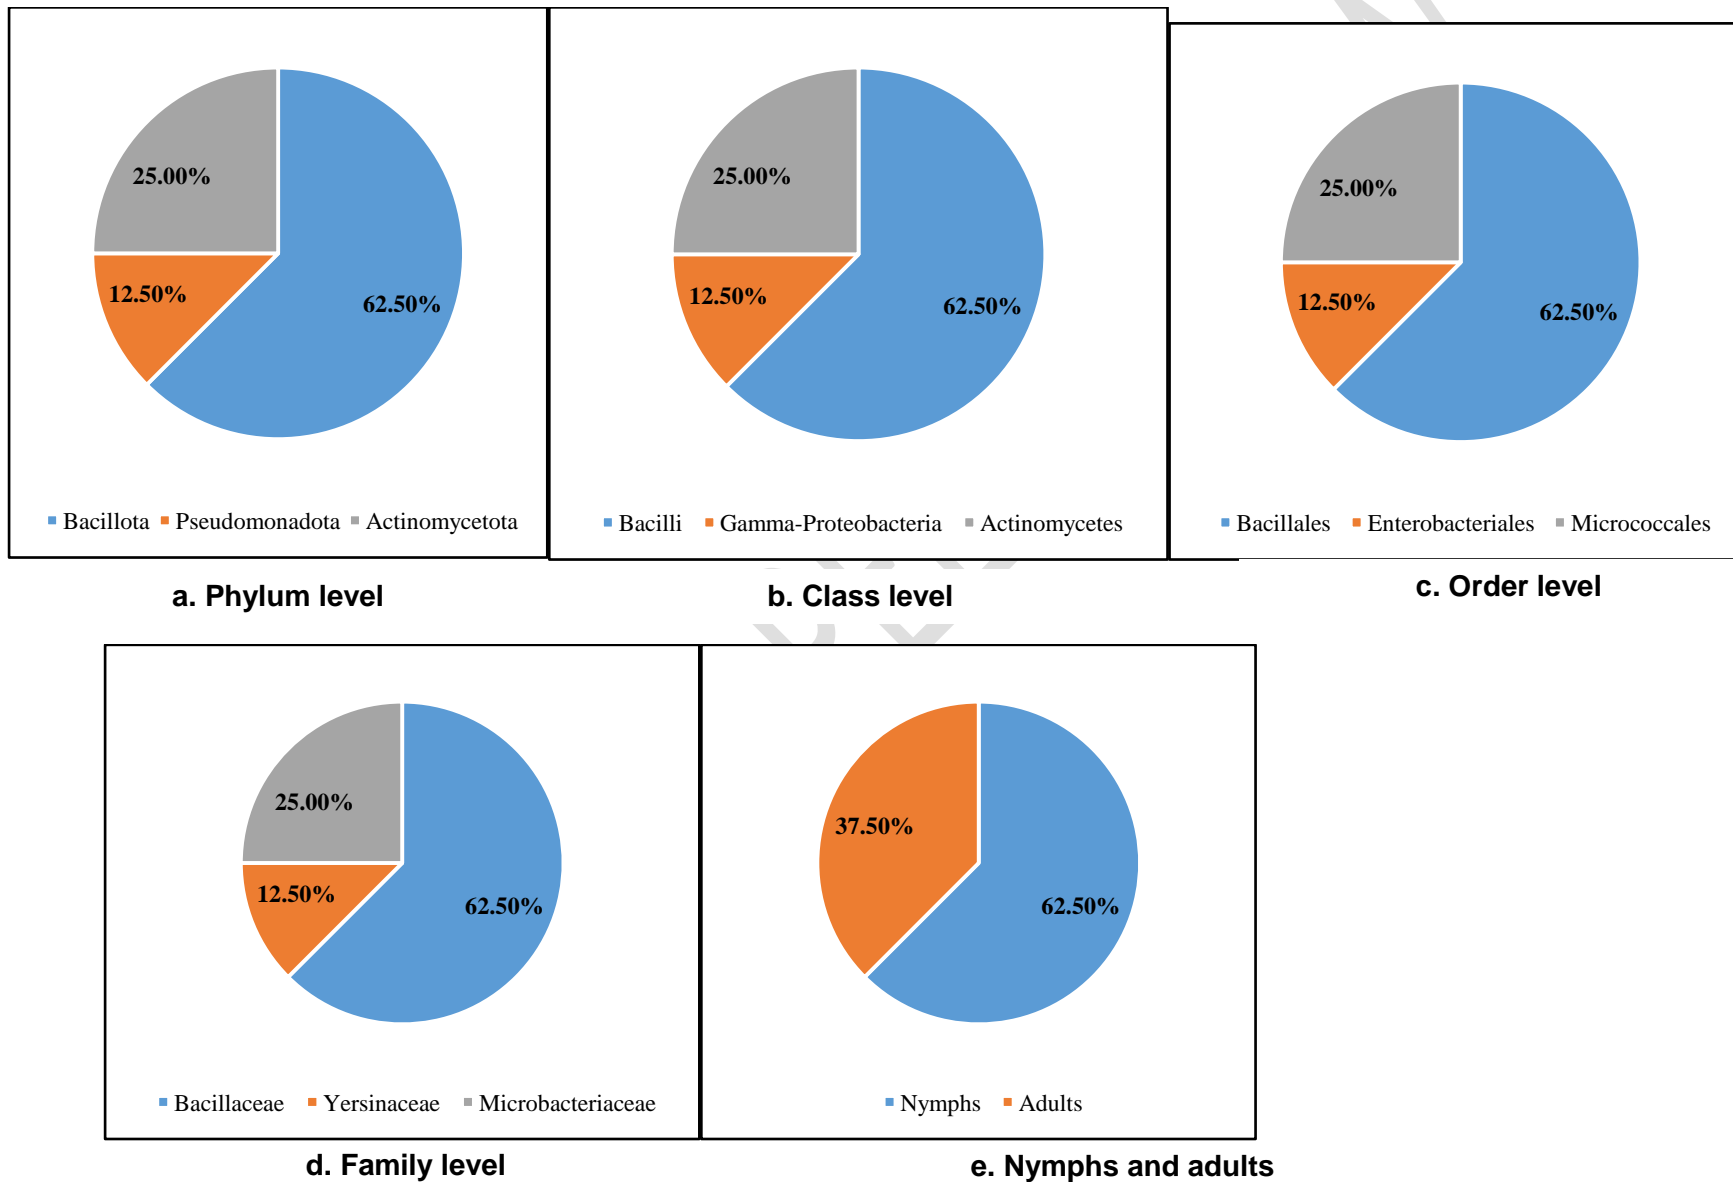 25.00%
12.50%
62.50%
Bacillota Pseudomonadota Actinomycetota
a. Phylum level
25.00%
12.50%
62.50%
Bacilli Gamma-Proteobacteria Actinomycetes
b. Class level
25.00%
12.50%
62.50%
Bacillales Enterobacteriales Micrococcales
c. Order level
25.00%
12.50%
62.50%
Bacillaceae Yersinaceae Microbacteriaceae
d. Family level
37.50%
62.50%
Nymphs Adults
e. Nymphs and adults